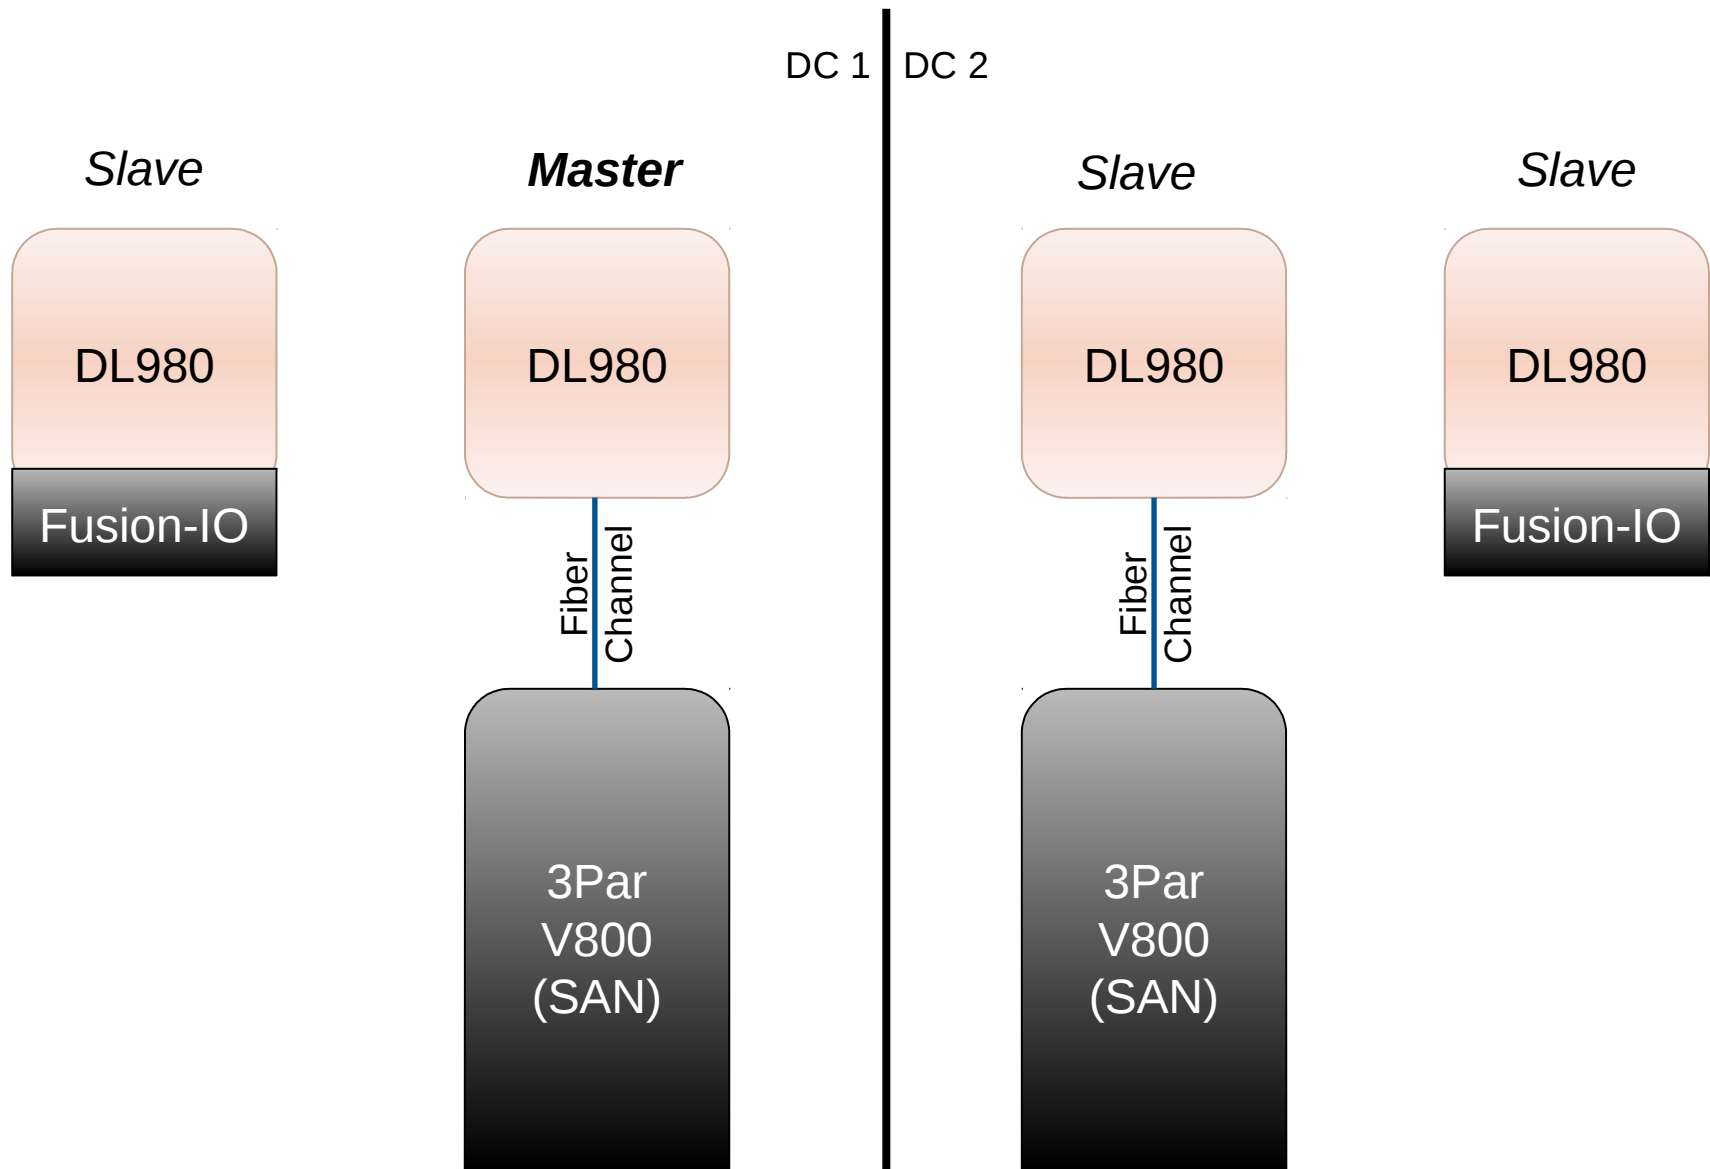 DC 1
DC 2
Slave
Master
Slave
Slave
DL980
DL980
DL980
DL980
Fusion-IO
Fusion-IO
Fiber
Channel
Fiber
Channel
3Par
V800
(SAN)
3Par
V800
(SAN)